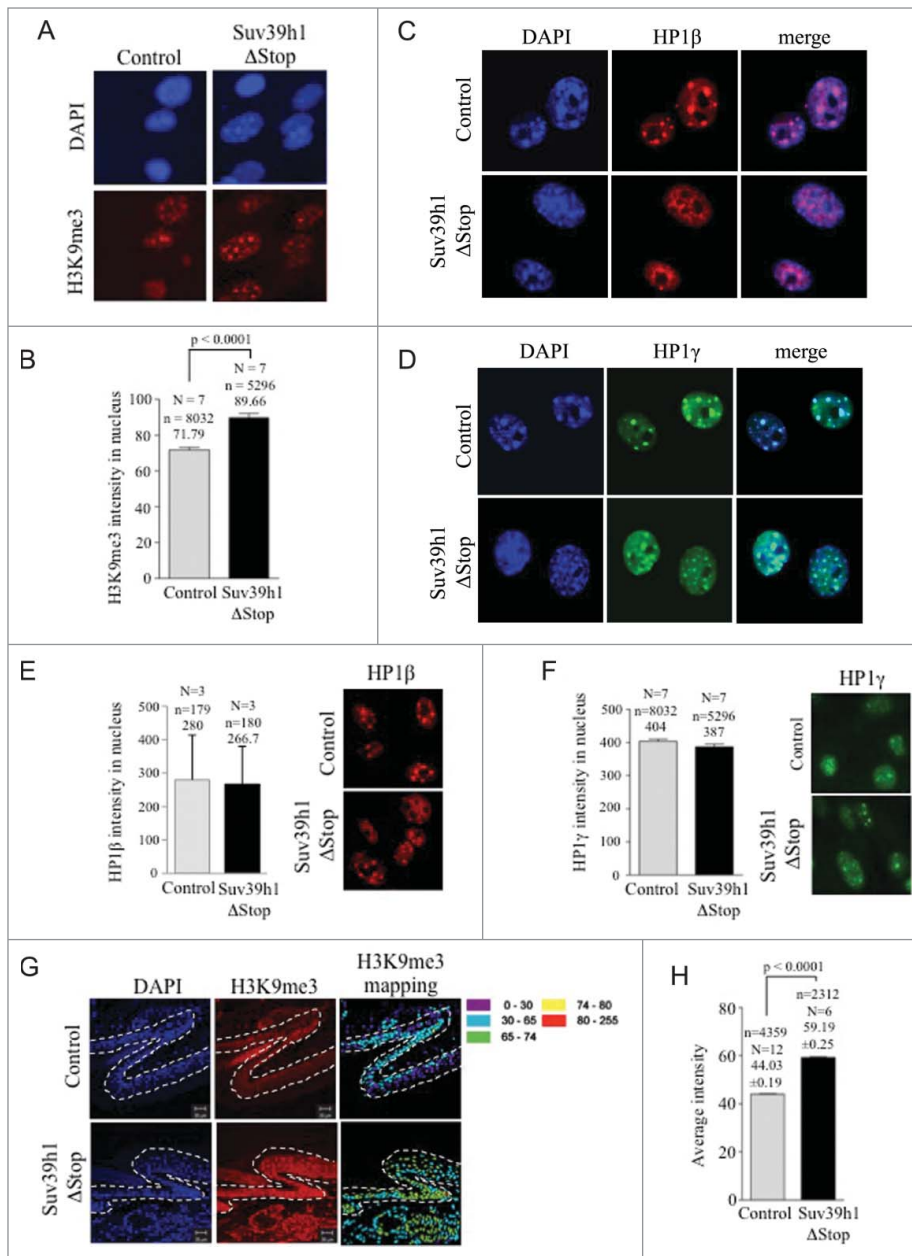 A
Control
Suv39h1
ΔStop
DAPI
H3K9me3
B
p < 0.0001
N = 7
n = 8032
71.79
N = 7
n = 5296
89.66
H3K9me3 intensity in nucleus
100
80
60
40
20
0
Control
Suv39h1
ΔStop
C
DAPI
HP1β
merge
Control
Suv39h1
ΔStop
D
DAPI
HP1γ
merge
Control
Suv39h1
ΔStop
E
N=3
n=179
280
N=3
n=180
266.7
HP1β intensity in nucleus
500
400
300
200
100
0
Control
Suv39h1
ΔStop
HP1β
Control
Suv39h1
ΔStop
F
N=7
n=8032
404
N=7
n=5296
387
HP1γ intensity in nucleus
500
400
300
200
100
0
Control
Suv39h1
ΔStop
HP1γ
Control
Suv39h1
ΔStop
G
DAPI
H3K9me3
H3K9me3
mapping
Control
Suv39h1
ΔStop
0 - 30
30 - 65
65 - 74
74 - 80
80 - 255
H
p < 0.0001
n=4359
N=12
44.03
±0.19
n=2312
N=6
59.19
±0.25
Average intensity
80
60
40
20
0
Control
Suv39h1
ΔStop